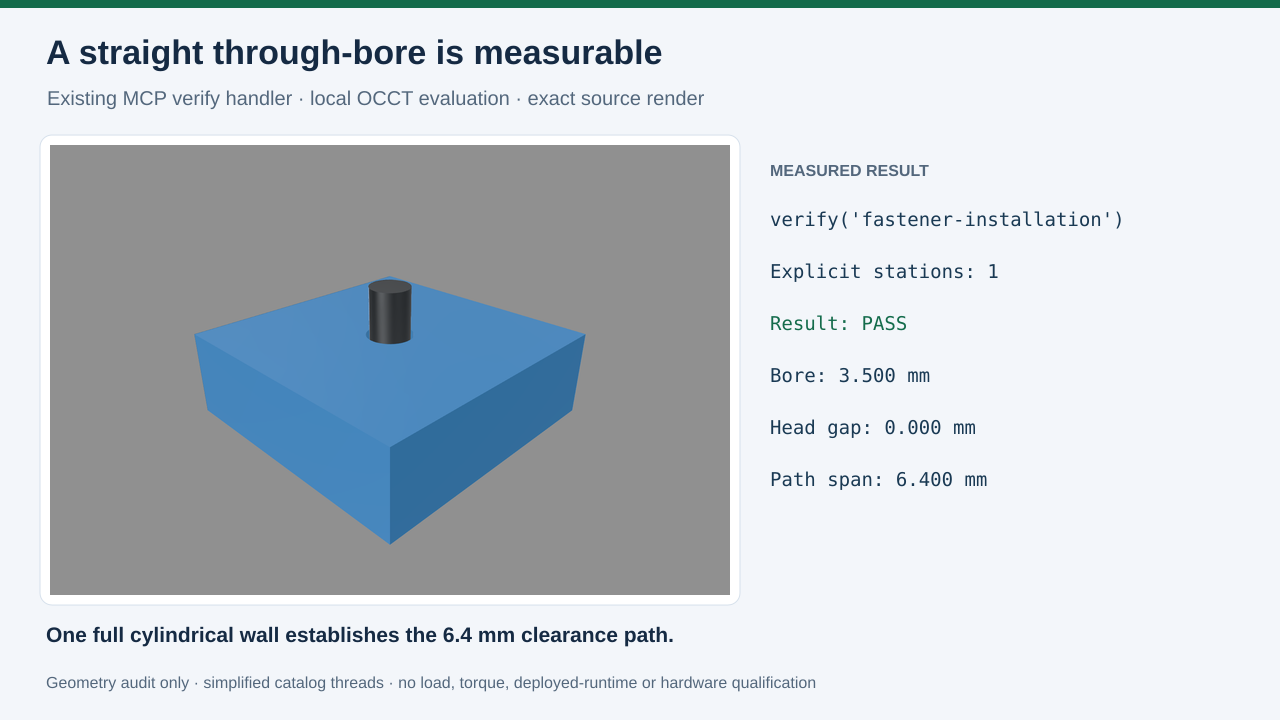 A straight through-bore is measurable
Existing MCP verify handler · local OCCT evaluation · exact source render
MEASURED RESULT
verify('fastener-installation')
Explicit stations: 1
Result: PASS
Bore: 3.500 mm
Head gap: 0.000 mm
Path span: 6.400 mm
One full cylindrical wall establishes the 6.4 mm clearance path.
Geometry audit only · simplified catalog threads · no load, torque, deployed-runtime or hardware qualification